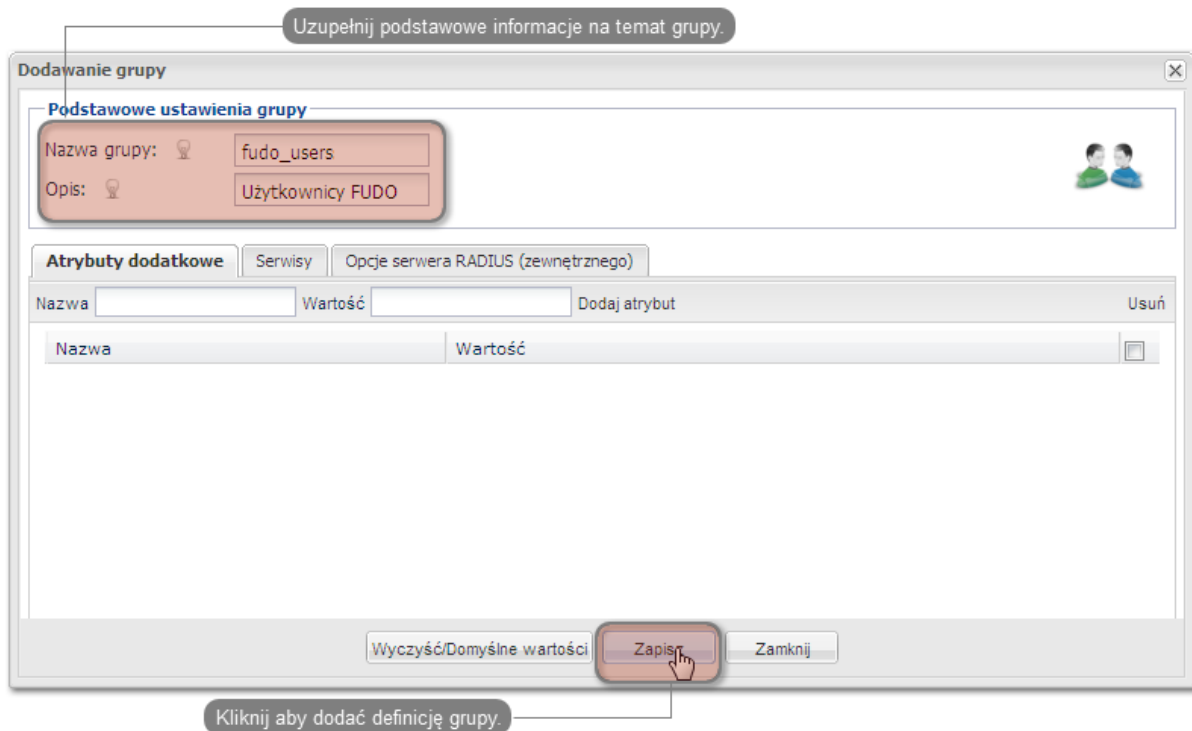 Uzupełnij podstawowe informacje na temat grupy.
Dodawanie grupy
Podstawowe ustawienia grupy
Nazwa grupy: fudo_users
Opis: Użytkownicy FUDO
Atrybuty dodatkowe Serwisy Opcje serwera RADIUS (zewnętrznego)
Nazwa Wartość Dodaj atrybut Usuń
Nazwa Wartość
Wyczyść/Domyślne wartości Zapisz Zamknij
Kliknij aby dodać definicję grupy.